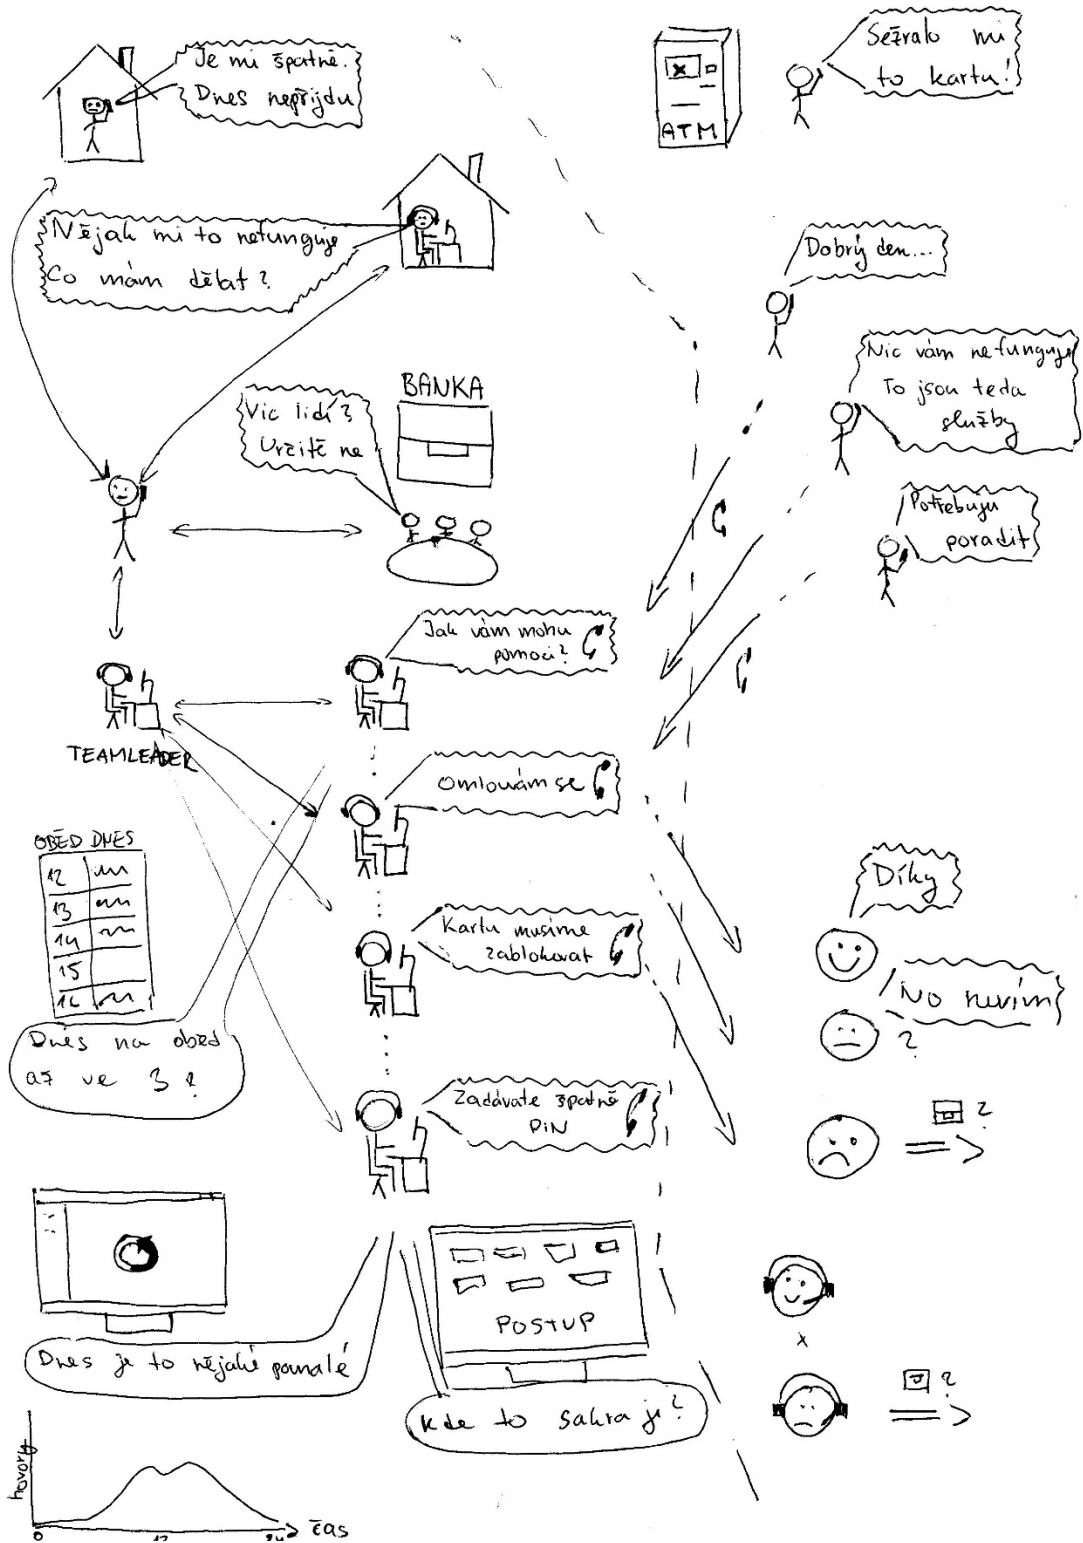 Je mi špatně.
Dnes nepřijdu
Sežralo mi
to kartu!
ATM
Nějak mi to nefunguje
Co mám dělat?
Dobrý den...
Nic vám nefunguje
To jsou teda
služby
BANKA
Víc lidí?
Určitě ne
Potřebuju
poradit
Jak vám mohu
pomoci?
TEAMLEADER
Omlouvám se
OBĚD DNES
12
13
14
15
16
Díky
Kartu musíme
zablokovat
No nevím
?
Dnes na oběd
až ve 3?
Zadáváte špatně
PIN
?
POSTUP
Dnes je to nějaké pomalé
x
?
Kde to sakra je?
hovory
0
12
24
čas